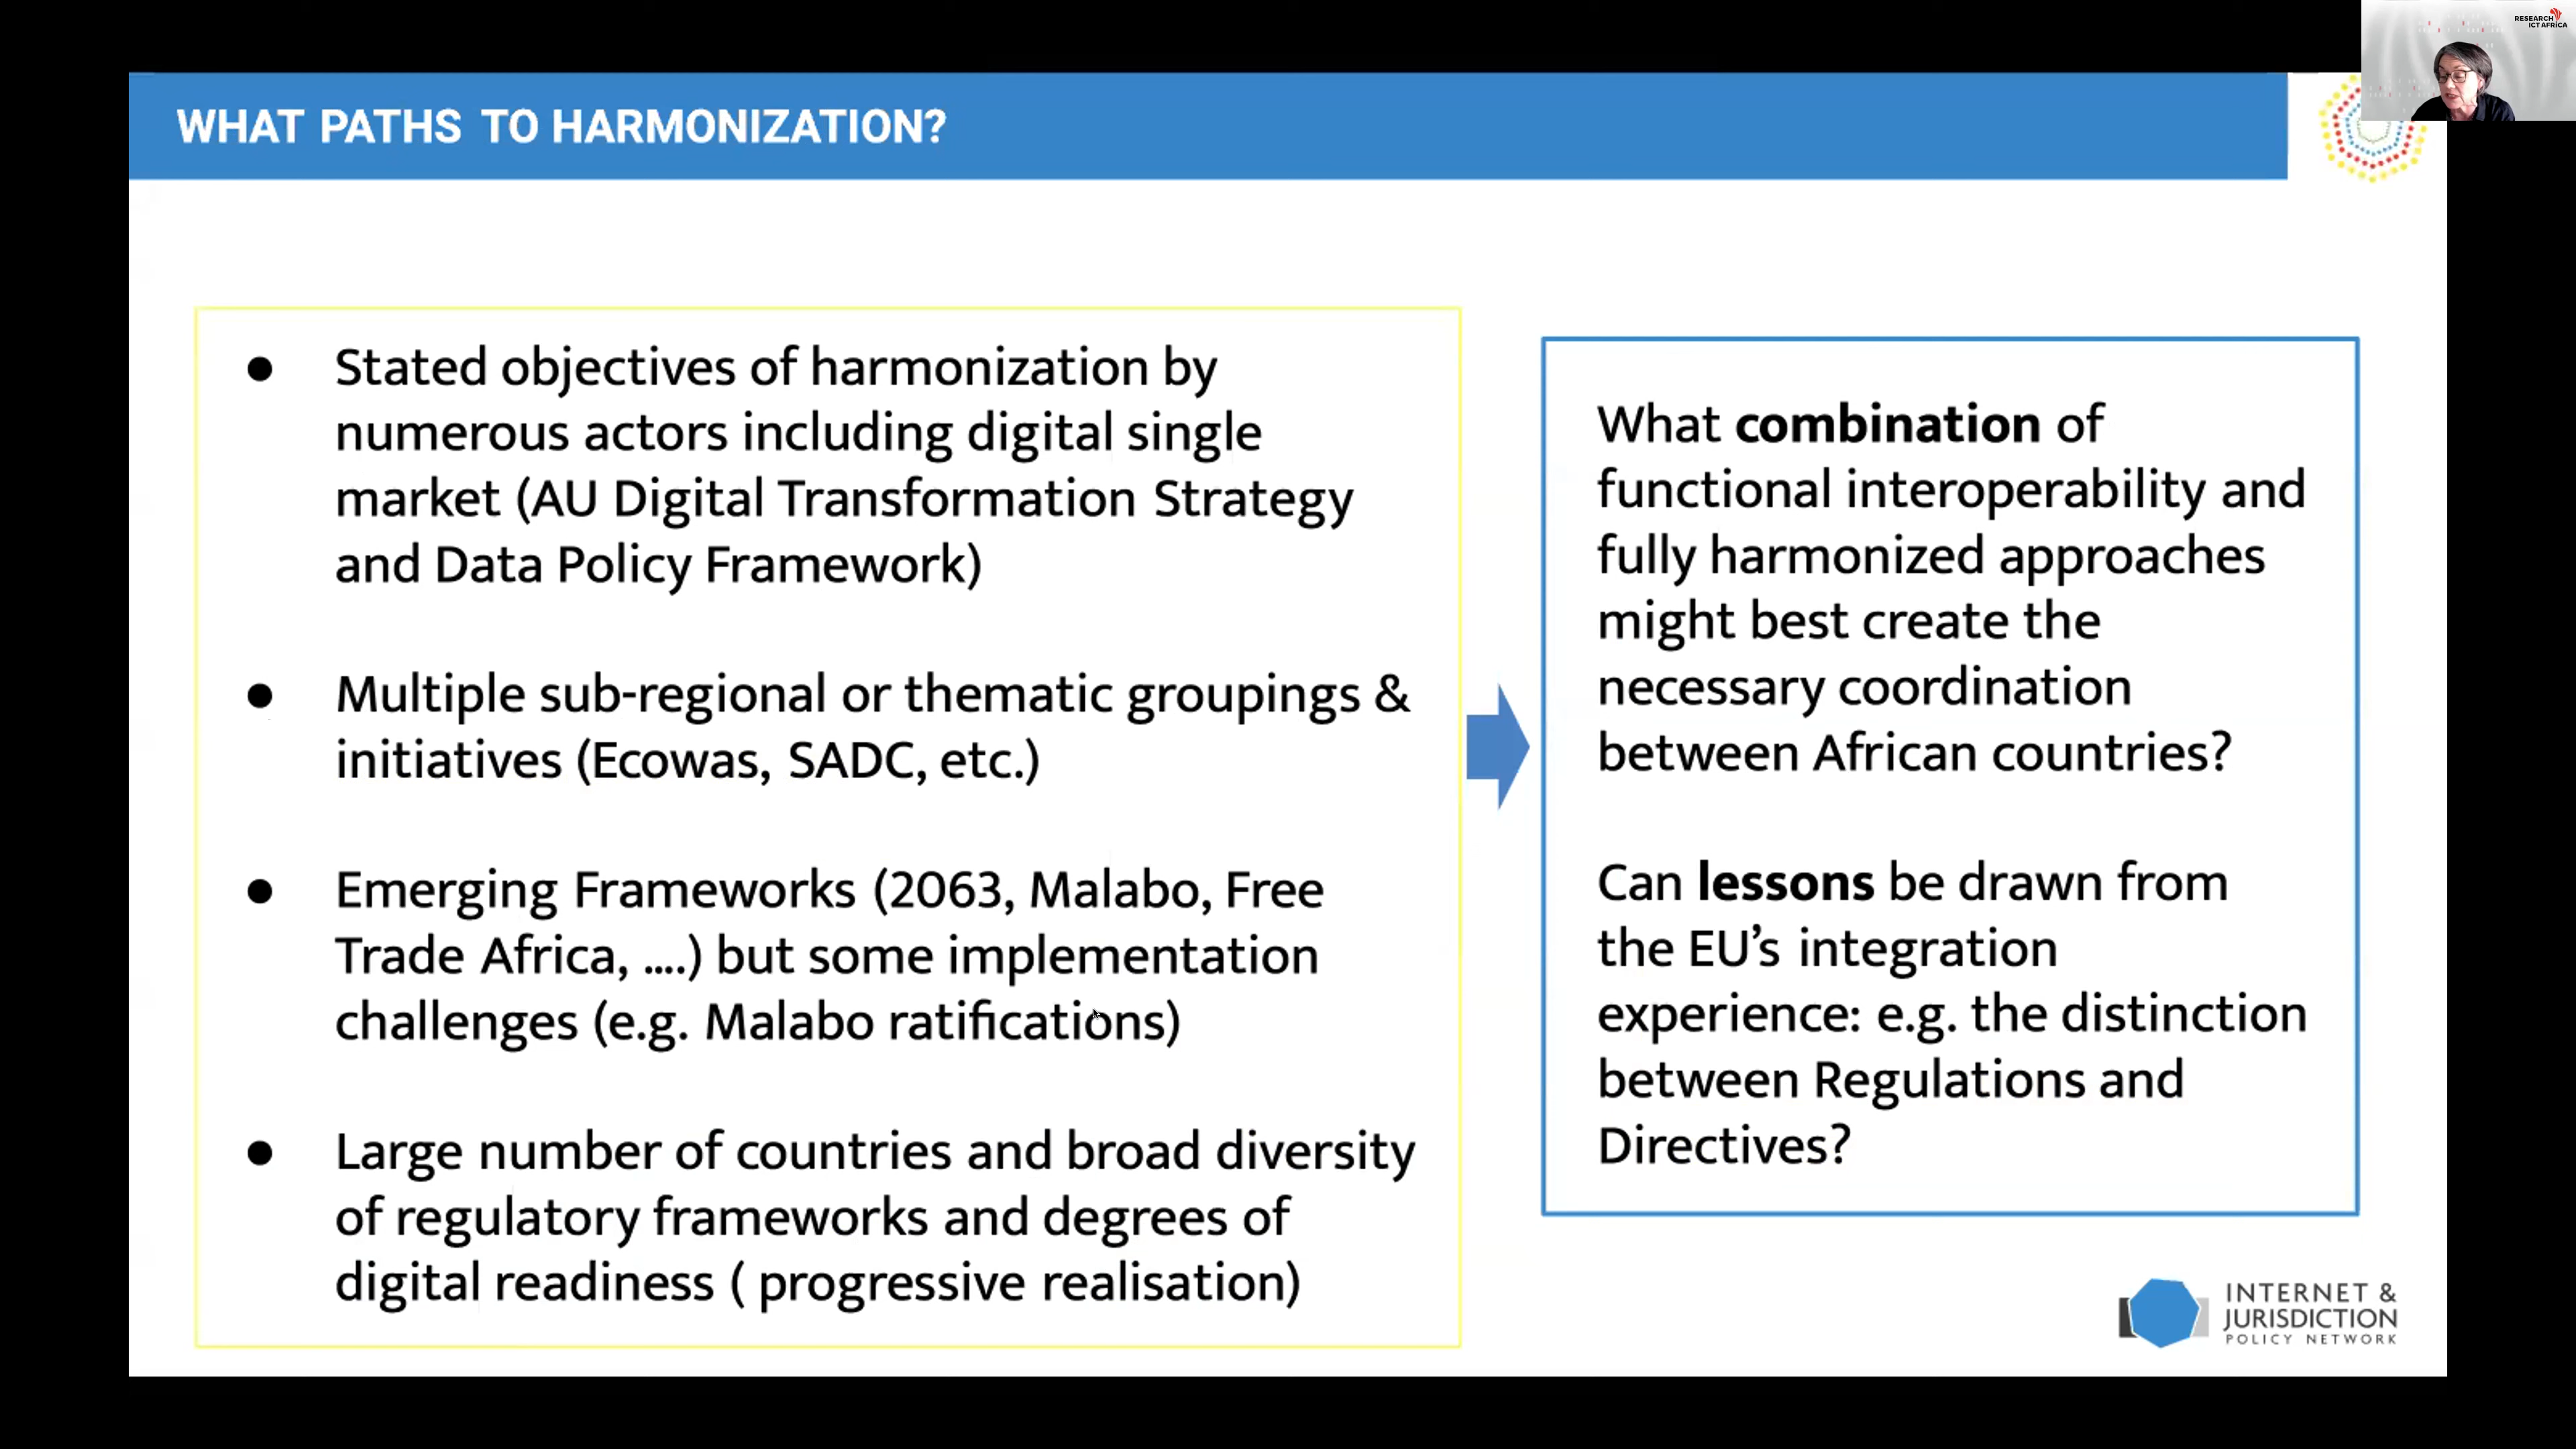 RESEARCH
ICT AFRICA
WHAT PATHS TO HARMONIZATION?
● Stated objectives of harmonization by
numerous actors including digital single
market (AU Digital Transformation Strategy
and Data Policy Framework)
● Multiple sub-regional or thematic groupings &
initiatives (Ecowas, SADC, etc.)
● Emerging Frameworks (2063, Malabo, Free
Trade Africa, ....) but some implementation
challenges (e.g. Malabo ratifications)
● Large number of countries and broad diversity
of regulatory frameworks and degrees of
digital readiness ( progressive realisation)
What combination of
functional interoperability and
fully harmonized approaches
might best create the
necessary coordination
between African countries?
Can lessons be drawn from
the EU’s integration
experience: e.g. the distinction
between Regulations and
Directives?
INTERNET &
JURISDICTION
POLICY NETWORK